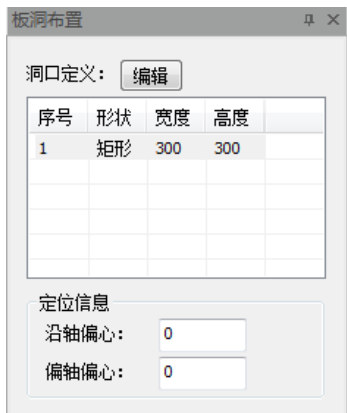 板洞布置
洞口定义： 编辑
序号 形状 宽度 高度
1 矩形 300 300
定位信息
沿轴偏心： 0
偏轴偏心： 0